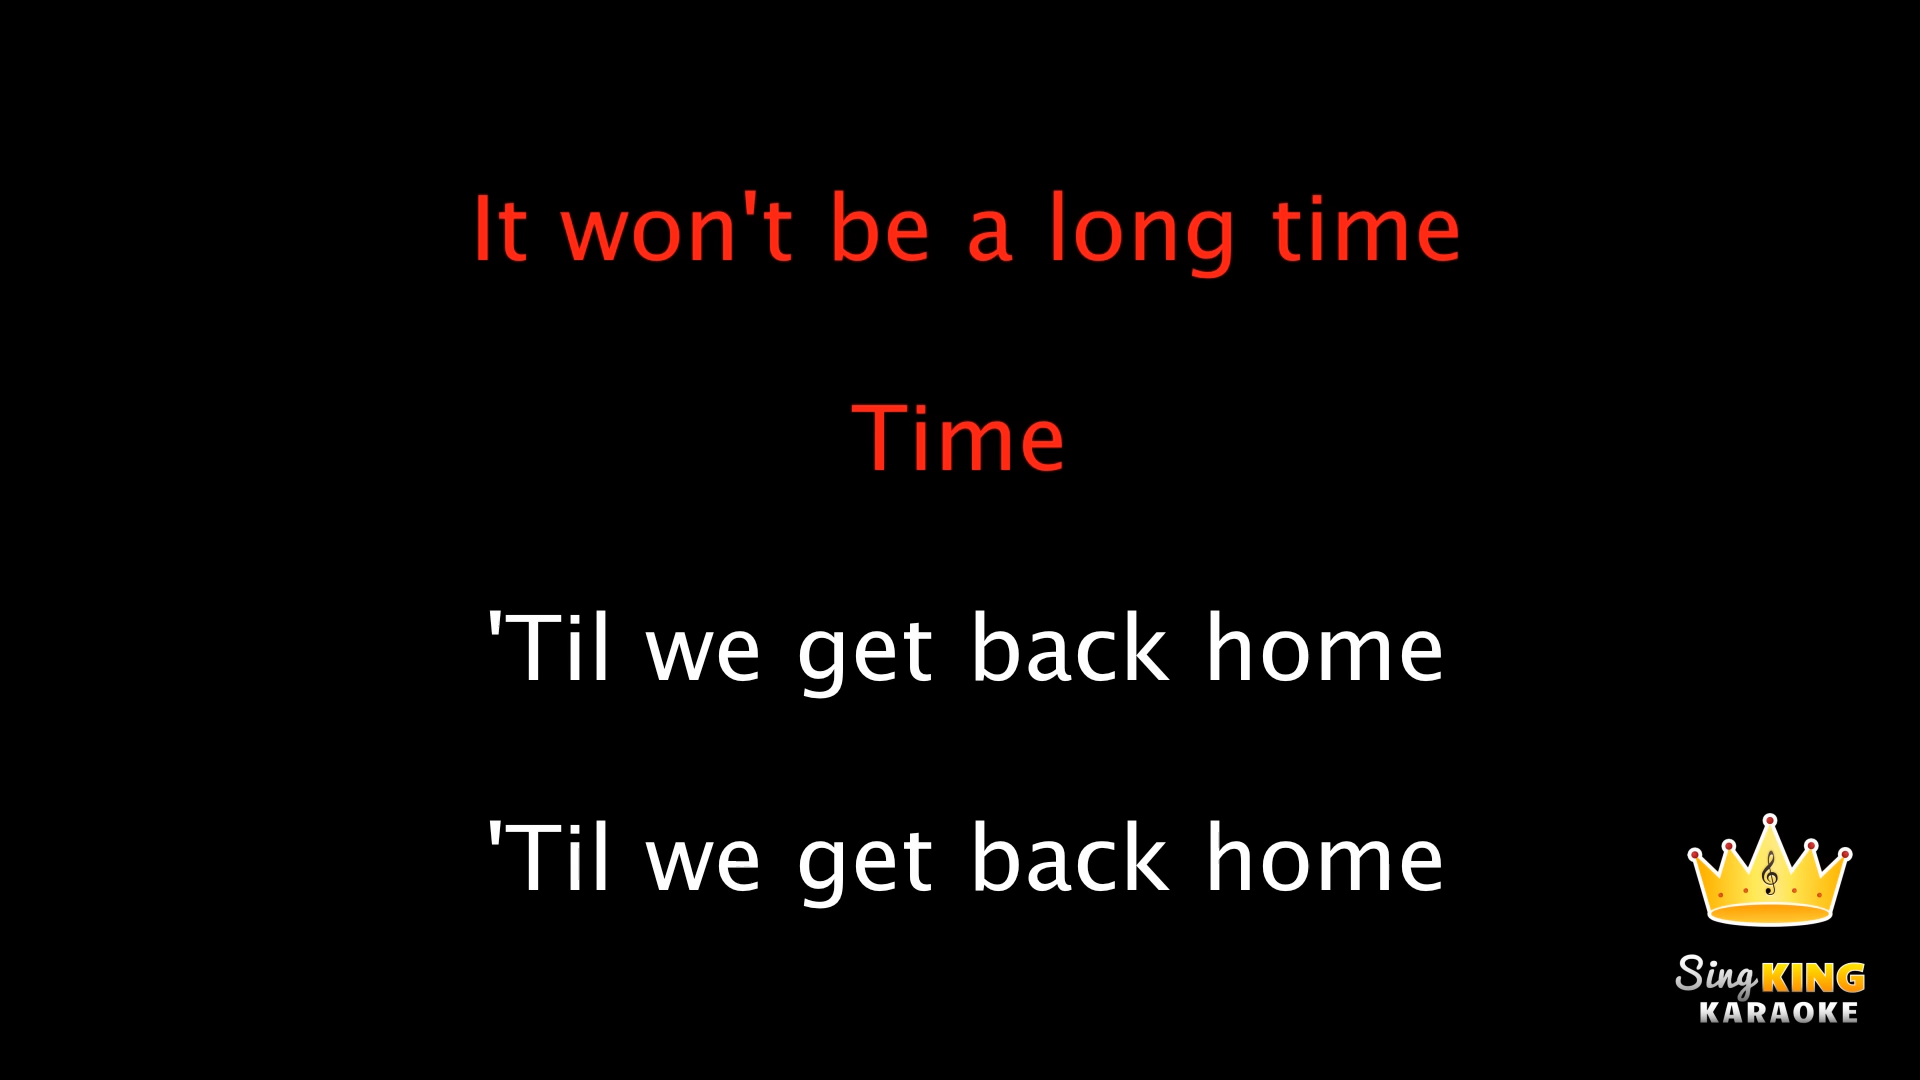 It won't be a long time
Time
'Til we get back home
'Til we get back home
Sing KING
KARAOKE